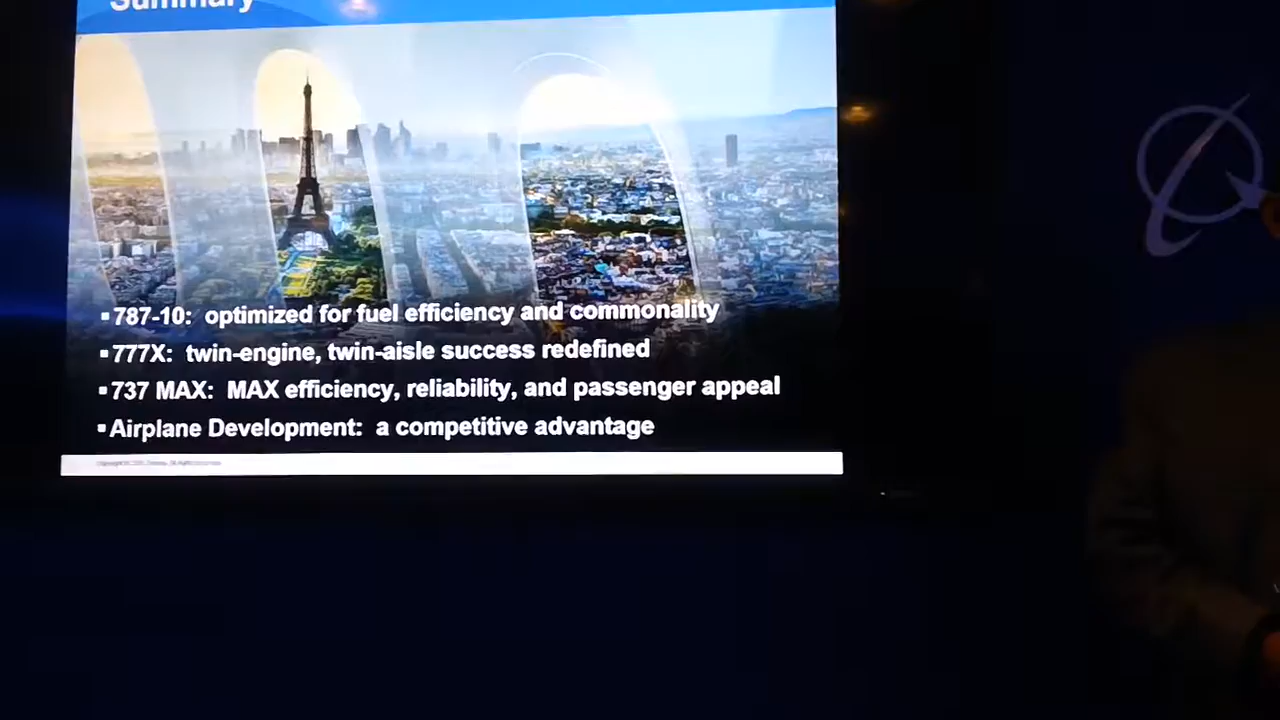 Summary
▪787-10: optimized for fuel efficiency and commonality
▪777X: twin-engine, twin-aisle success redefined
▪737 MAX: MAX efficiency, reliability, and passenger appeal
▪Airplane Development: a competitive advantage